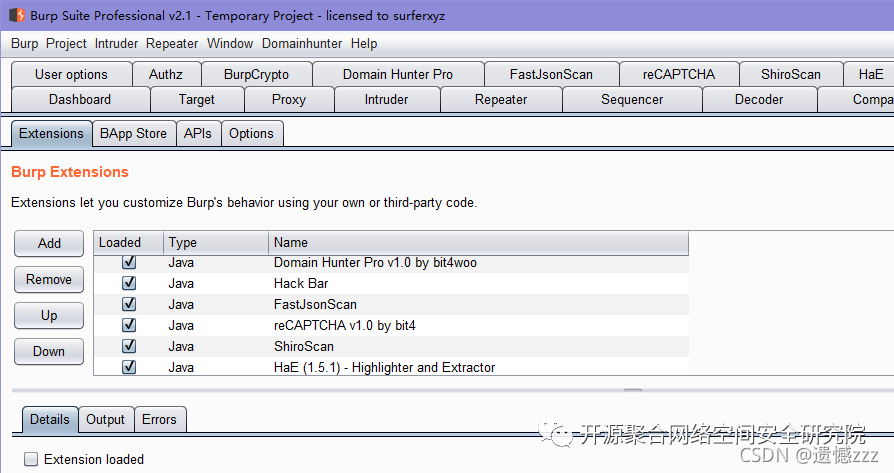 Burp Suite Professional v2.1 - Temporary Project - licensed to surferxyz
Burp Project Intruder Repeater Window Domainhunter Help
User options Authz BurpCrypto Domain Hunter Pro FastJsonScan reCAPTCHA ShiroScan HaE
Dashboard Target Proxy Intruder Repeater Sequencer Decoder Compa
Extensions BApp Store APIs Options
Burp Extensions
Extensions let you customize Burp's behavior using your own or third-party code.
Add Loaded Type Name
Java Domain Hunter Pro v1.0 by bit4woo
Remove Java Hack Bar
Java FastJsonScan
Up Java reCAPTCHA v1.0 by bit4
Down Java ShiroScan
Java HaE (1.5.1) - Highlighter and Extractor
Details Output Errors
开源聚合网络空间安全研究院
Extension loaded
CSDN @遗憾zzz